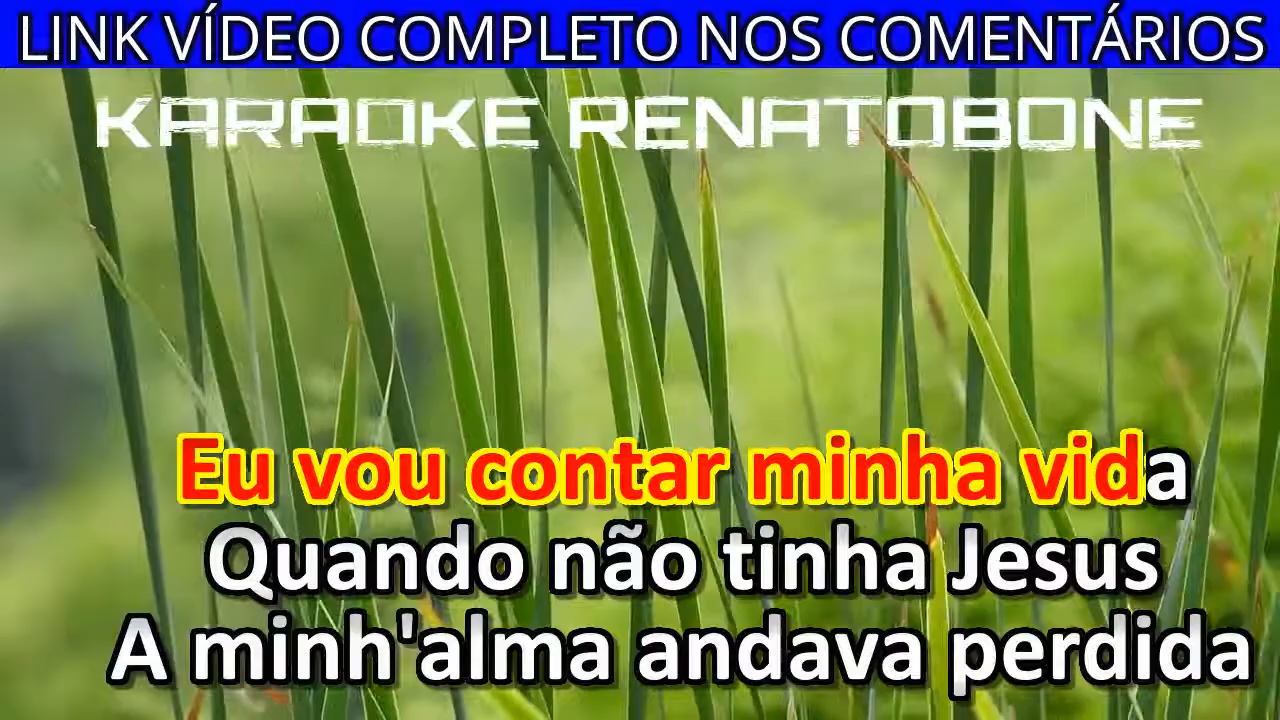 LINK VÍDEO COMPLETO NOS COMENTÁRIOS
KARAOKE RENATOBONE
Eu vou contar minha vida
Quando não tinha Jesus
A minh'alma andava perdida